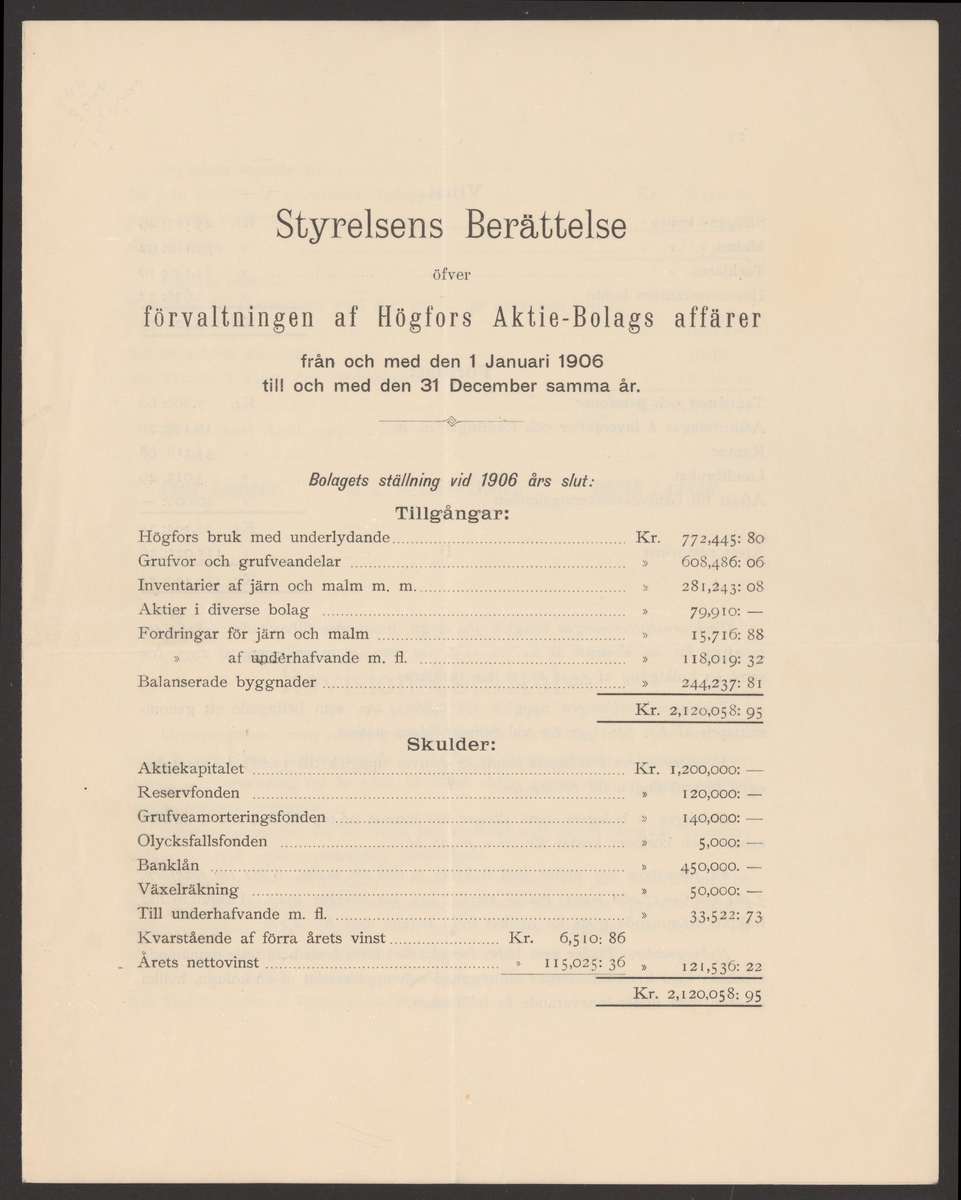 Styrelsens Berättelse
öfver
förvaltningen af Högfors Aktie-Bolags affärer
från och med den 1 Januari 1906
till och med den 31 December samma år.
Bolagets ställning vid 1906 års slut:
Tillgångar:
Högfors bruk med underlydande Kr. 772,445: 80
Grufvor och grufveandelar » 608,486: 06
Inventarier af järn och malm m. m. » 281,243: 08
Aktier i diverse bolag » 79,910: —
Fordringar för järn och malm » 15,716: 88
» af underhafvande m. fl. » 118,019: 32
Balanserade byggnader » 244,237: 81
Kr. 2,120,058: 95
Skulder:
Aktiekapitalet Kr. 1,200,000: —
Reservfonden » 120,000: —
Grufveamorteringsfonden » 140,000: —
Olycksfallsfonden » 5,000: —
Banklån » 450,000. —
Växelräkning » 50,000: —
Till underhafvande m. fl. » 33,522: 73
Kvarstående af förra årets vinst Kr. 6,510: 86
Årets nettovinst » 115,025: 36 » 121,536: 22
Kr. 2,120,058: 95